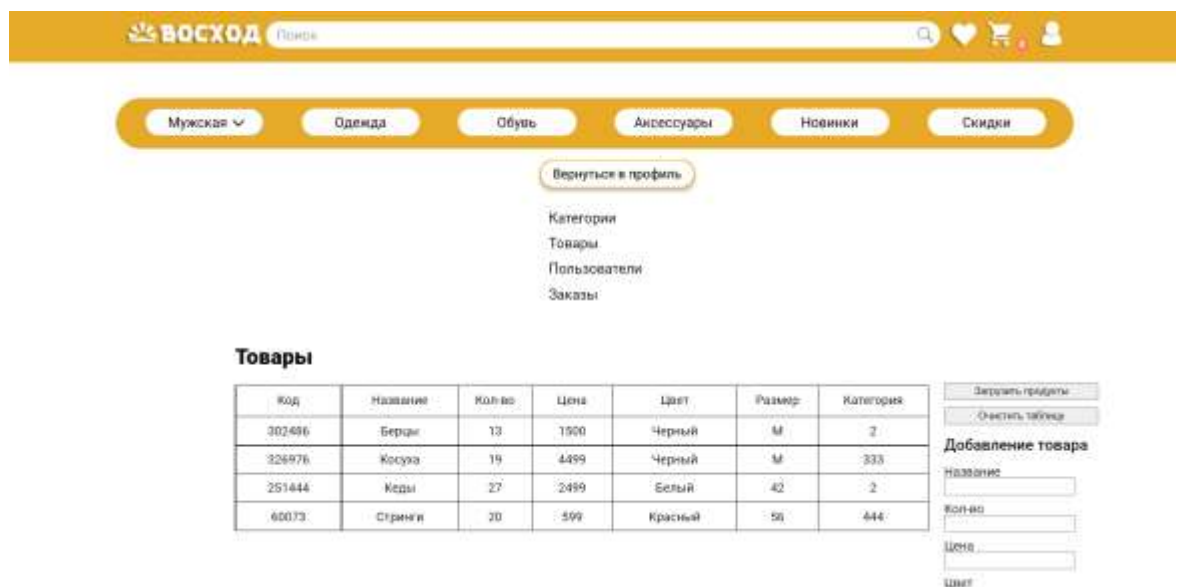 ВОСХОД Поиск
Мужская Одежда Обувь Аксессуары Новинки Скидки
Вернуться в профиль
Категории
Товары
Пользователи
Заказы
Товары
Код Название Кол-во Цена Цвет Размер Категория
302486 Берцы 13 1500 Черный M 2
326976 Косуха 19 4499 Черный M 333
251444 Кеды 27 2499 Белый 42 2
60073 Стринги 20 599 Красный 56 444
Загрузить продукты
Очистить таблицу
Добавление товара
Название
Кол-во
Цена
Цвет